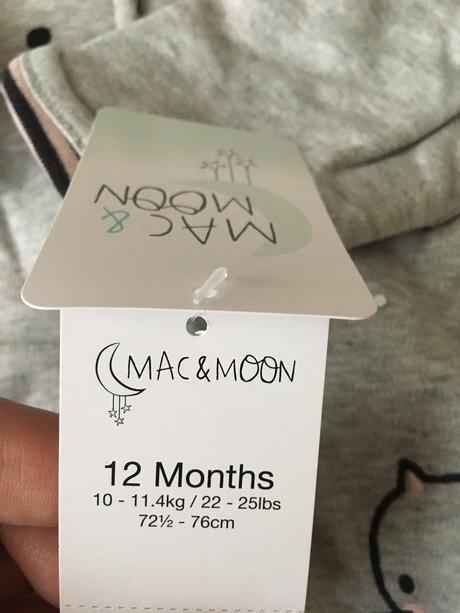 MAC
& MOON
MAC&MOON
12 Months
10 - 11.4kg / 22 - 25lbs
72½ - 76cm